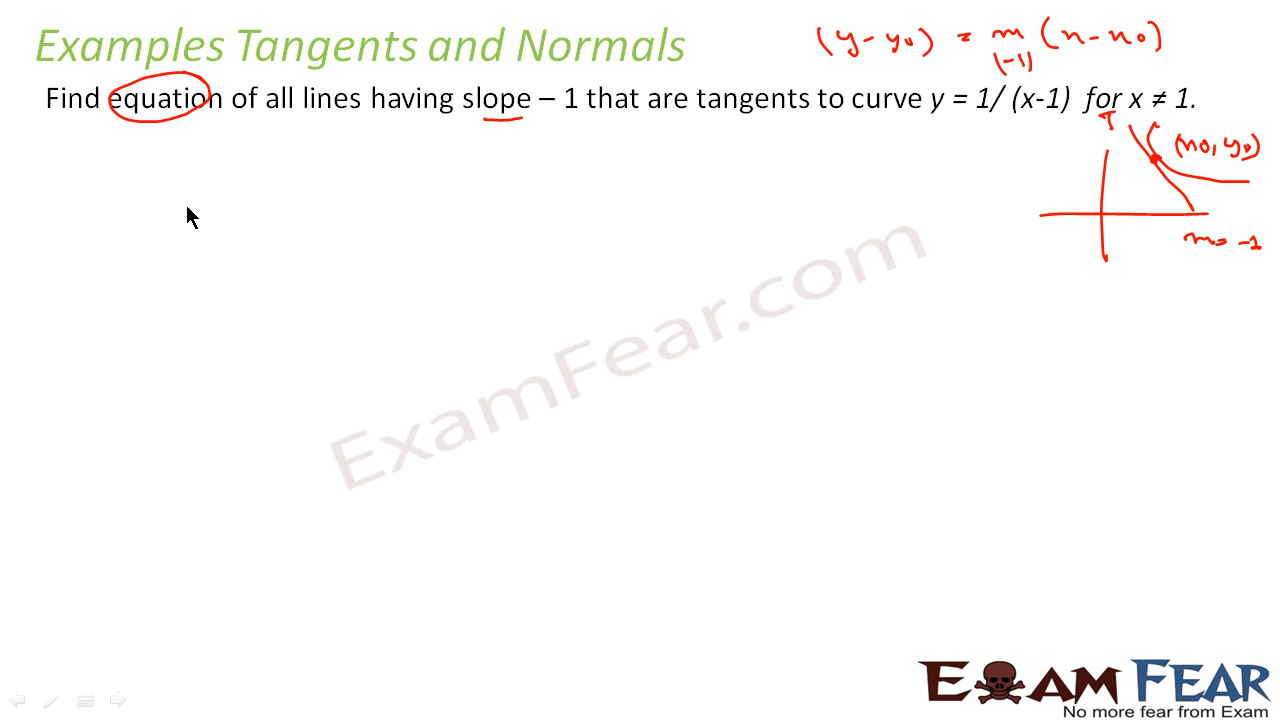 Examples Tangents and Normals
(y - y0) = m (x - x0)
(-1)
Find equation of all lines having slope – 1 that are tangents to curve y = 1/ (x-1) for x ≠ 1.
T
(x0, y0)
m = -1
ExamFear.com
EXAM FEAR
No more fear from Exam